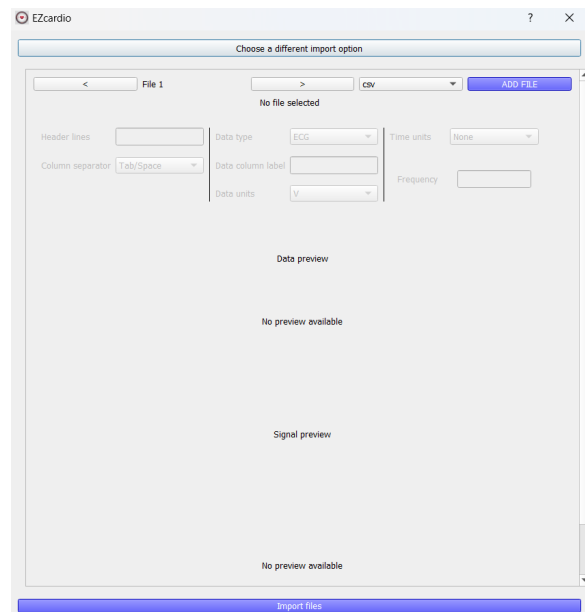 EZcardio ? ×
Choose a different import option
< File 1 > csv ADD FILE
No file selected
Header lines Data type ECG Time units None
Column separator Tab/Space Data column label Frequency
Data units V
Data preview
No preview available
Signal preview
No preview available
Import files